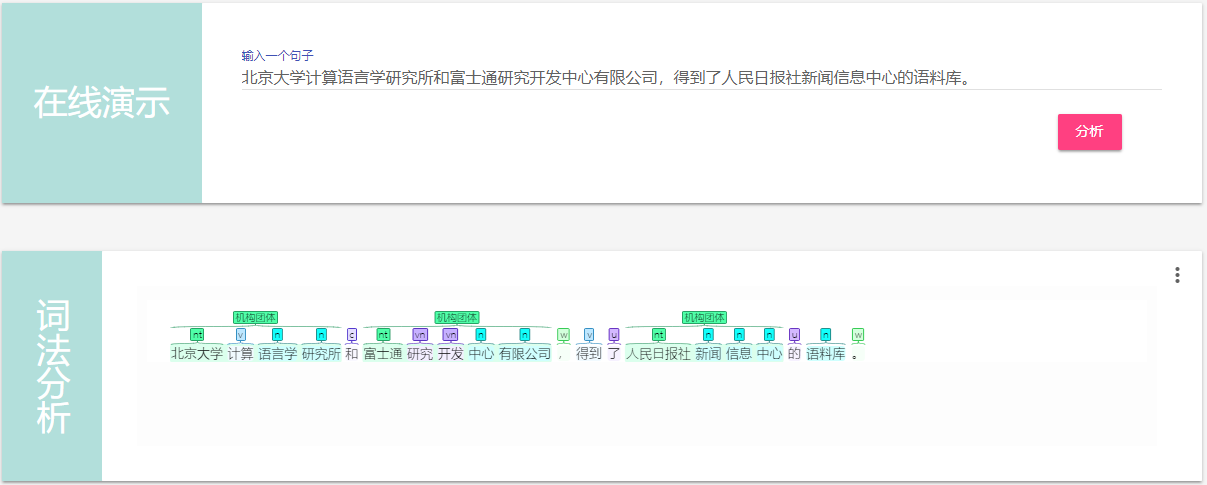 在线演示
输入一个句子
北京大学计算语言学研究所和富士通研究开发中心有限公司，得到了人民日报社新闻信息中心的语料库。
分析
词法分析
机构团体 机构团体 机构团体
nt v n n c nt vn vn n n w v u nt n n n u n w
北京大学 计算 语言学 研究所 和 富士通 研究 开发 中心 有限公司 ， 得到 了 人民日报社 新闻 信息 中心 的 语料库 。